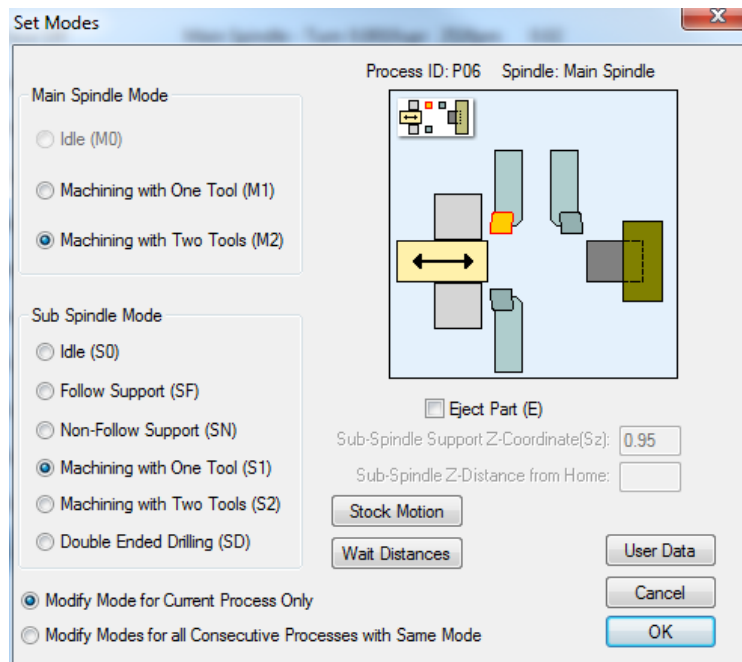 Set Modes
Process ID: P06 Spindle: Main Spindle
Main Spindle Mode
Idle (M0)
Machining with One Tool (M1)
Machining with Two Tools (M2)
Sub Spindle Mode
Idle (S0)
Follow Support (SF)
Non-Follow Support (SN)
Machining with One Tool (S1)
Machining with Two Tools (S2)
Double Ended Drilling (SD)
Eject Part (E)
Sub-Spindle Support Z-Coordinate(Sz): 0.95
Sub-Spindle Z-Distance from Home:
Stock Motion
Wait Distances
User Data
Cancel
OK
Modify Mode for Current Process Only
Modify Modes for all Consecutive Processes with Same Mode